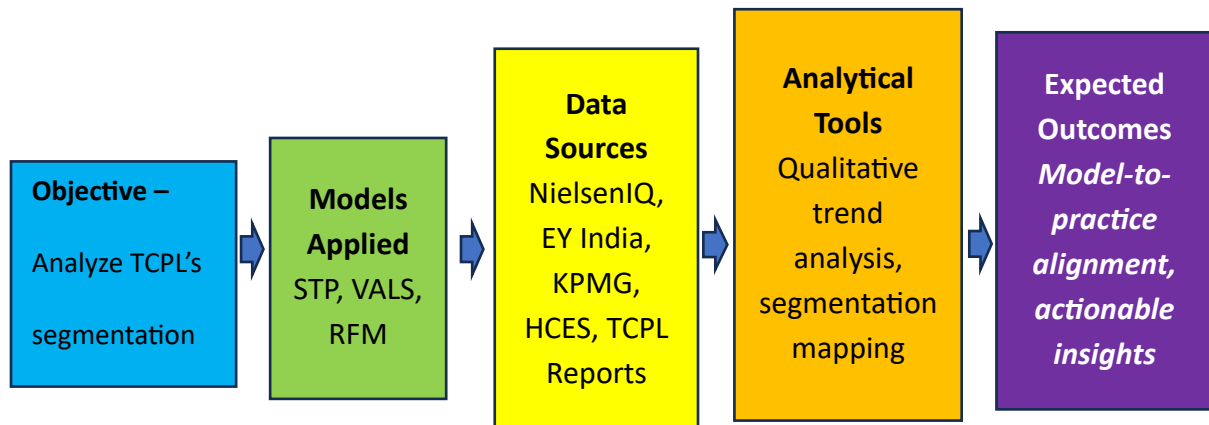 Objective –
Analyze TCPL's
segmentation
Models
Applied
STP, VALS,
RFM
Data
Sources
NielsenIQ,
EY India,
KPMG,
HCES, TCPL
Reports
Analytical
Tools
Qualitative
trend
analysis,
segmentation
mapping
Expected
Outcomes
Model-to-
practice
alignment,
actionable
insights